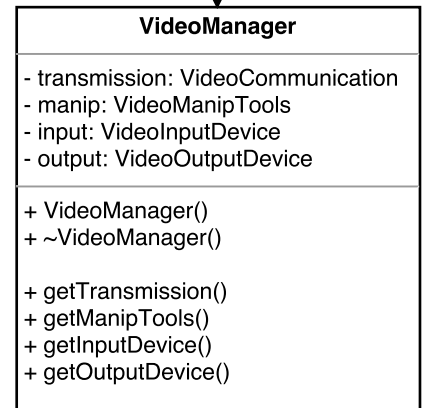 VideoManager
- transmission: VideoCommunication
- manip: VideoManipTools
- input: VideoInputDevice
- output: VideoOutputDevice
+ VideoManager()
+ ~VideoManager()
+ getTransmission()
+ getManipTools()
+ getInputDevice()
+ getOutputDevice()